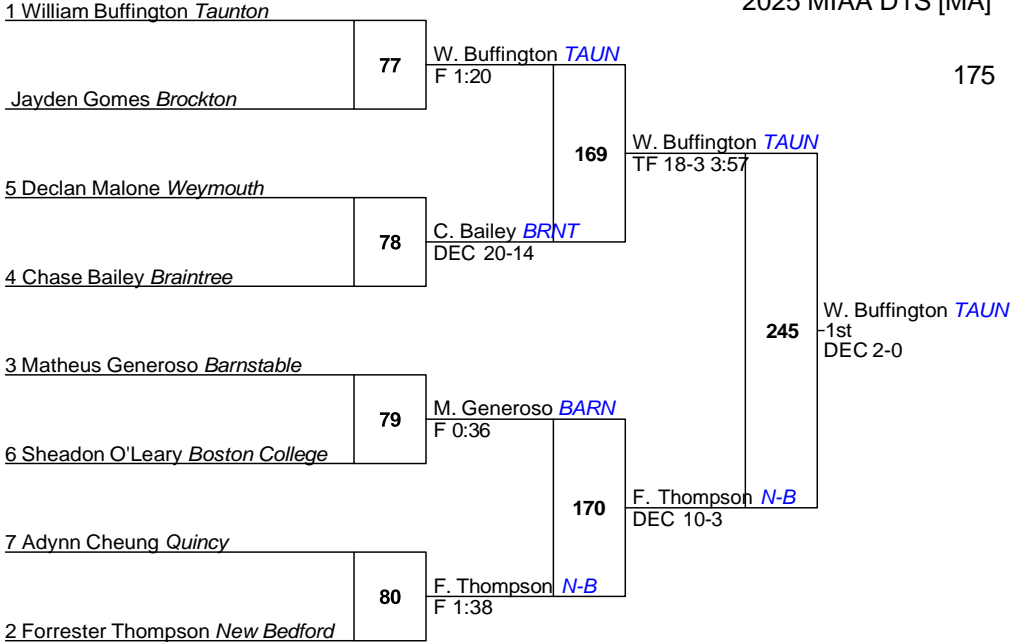 2025 MIAA D1S [MA]
175
1 William Buffington Taunton
77
W. Buffington TAUN
F 1:20
Jayden Gomes Brockton
169
W. Buffington TAUN
TF 18-3 3:57
5 Declan Malone Weymouth
78
C. Bailey BRNT
DEC 20-14
4 Chase Bailey Braintree
245
W. Buffington TAUN
1st
DEC 2-0
3 Matheus Generoso Barnstable
79
M. Generoso BARN
F 0:36
6 Sheadon O'Leary Boston College
170
F. Thompson N-B
DEC 10-3
7 Adynn Cheung Quincy
80
F. Thompson N-B
F 1:38
2 Forrester Thompson New Bedford